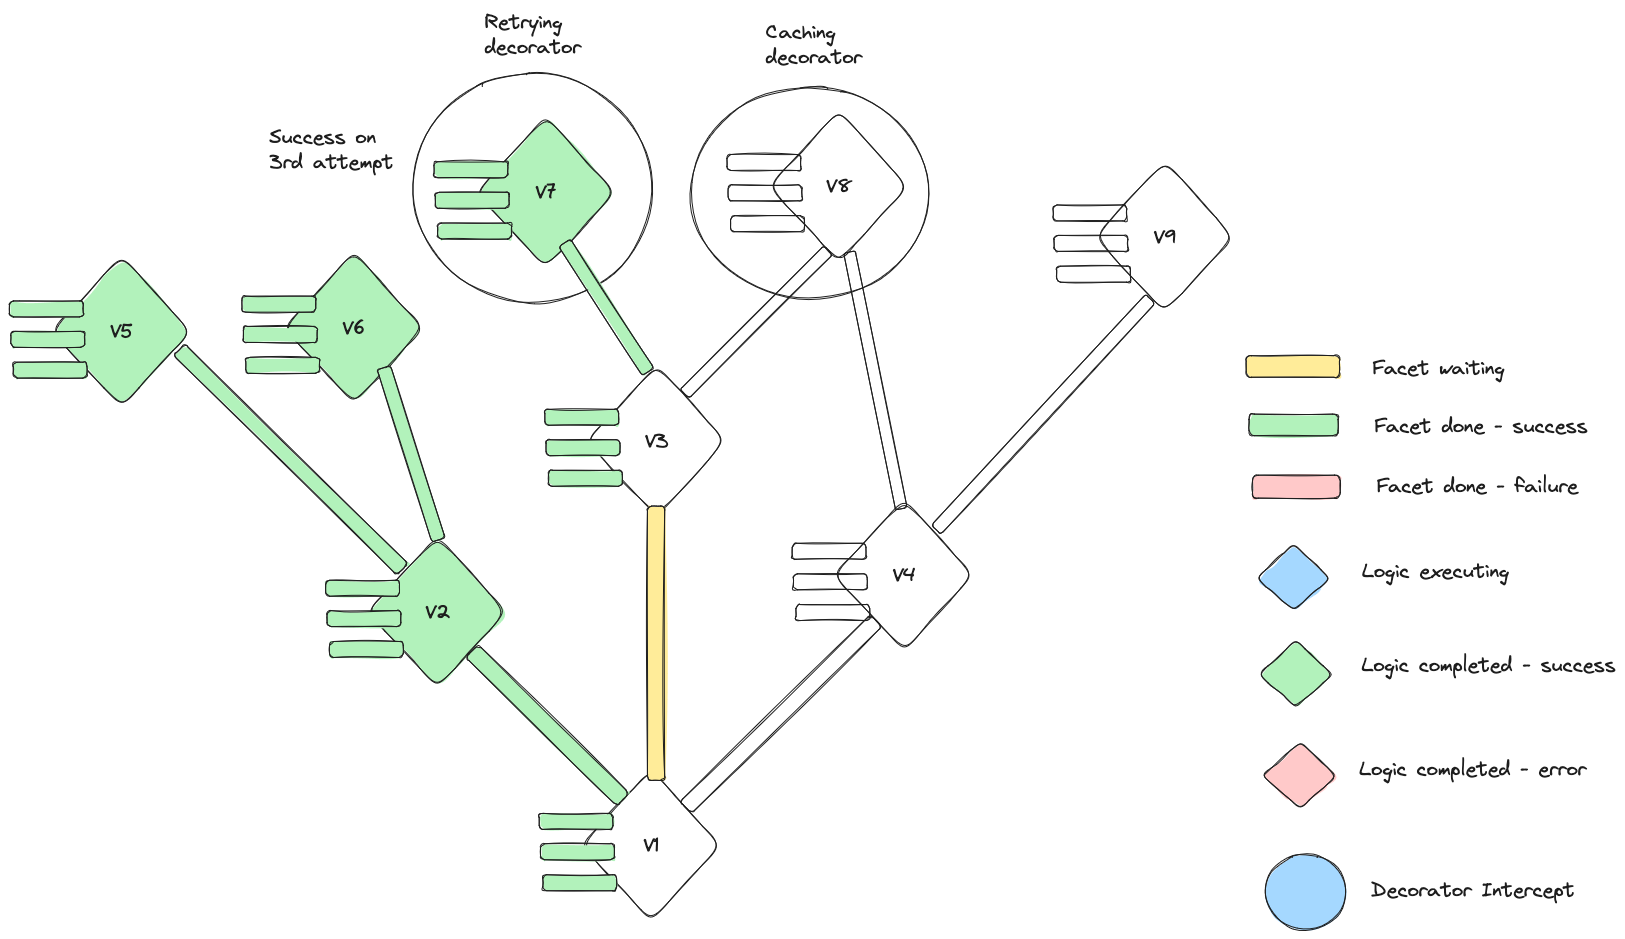 Retrying
decorator
Caching
decorator
Success on
3rd attempt
V7
V8
V9
V5
V6
V3
V4
V2
V1
Facet waiting
Facet done - success
Facet done - failure
Logic executing
Logic completed - success
Logic completed - error
Decorator Intercept